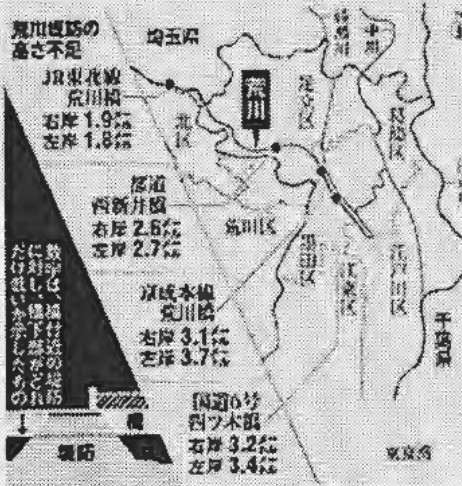 荒川堤防の
高さ不足
JR東北線
荒川橋
右岸 1.9㍍
左岸 1.8㍍
都道
西新井橋
右岸 2.6㍍
左岸 2.7㍍
京成本線
荒川橋
右岸 3.1㍍
左岸 3.7㍍
国道6号
四ツ木橋
右岸 3.2㍍
左岸 3.4㍍
数字は、橋付近の堤防
に対し、橋下部がどれ
だけ低いか示したもの
橋
堤防
埼玉県
荒川
北区
足立区
中川
葛飾区
荒川区
墨田区
江東区
江戸川区
千葉県
東京湾